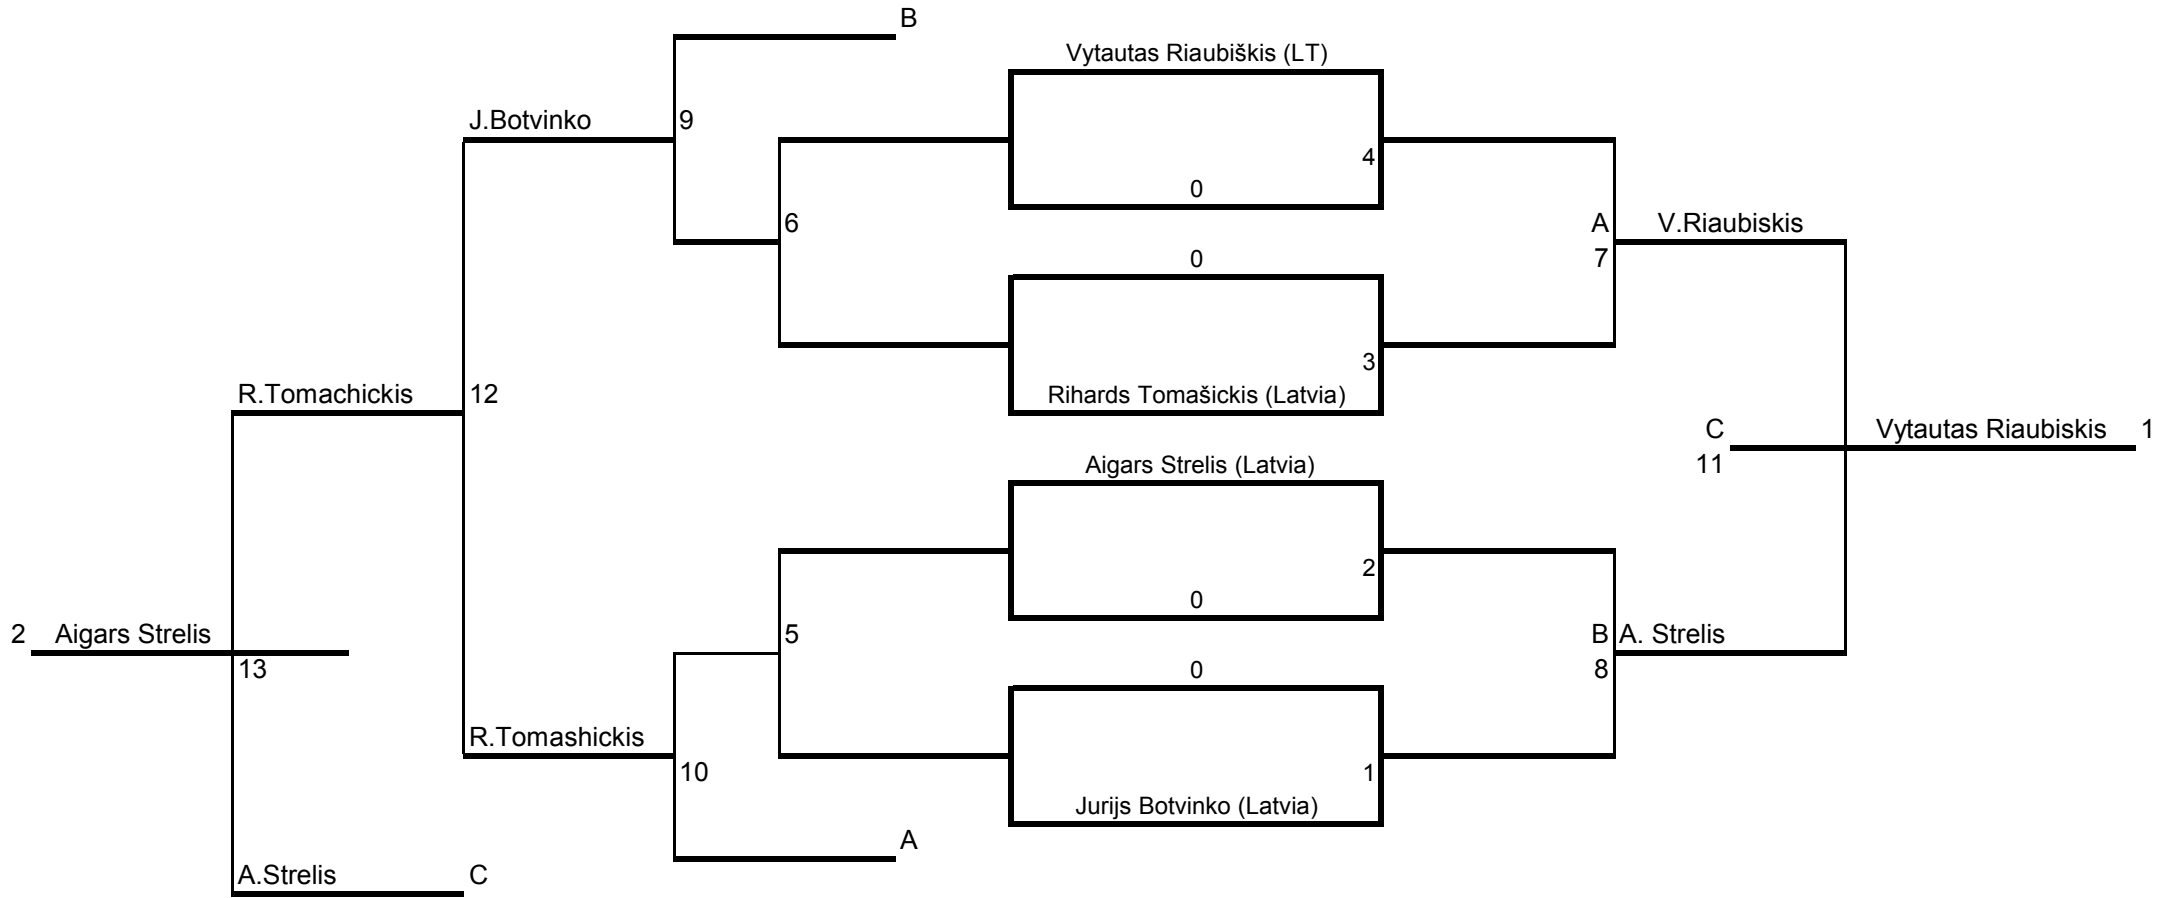 B
Vytautas Riaubiškis (LT)
J.Botvinko
9
4
0
6
A
V.Riaubiskis
7
0
3
R.Tomachickis
12
Rihards Tomašickis (Latvia)
C
Vytautas Riaubiskis
1
11
Aigars Strelis (Latvia)
2
0
2
Aigars Strelis
5
B
A. Strelis
13
0
8
R.Tomashickis
10
1
Jurijs Botvinko (Latvia)
A
A.Strelis
C